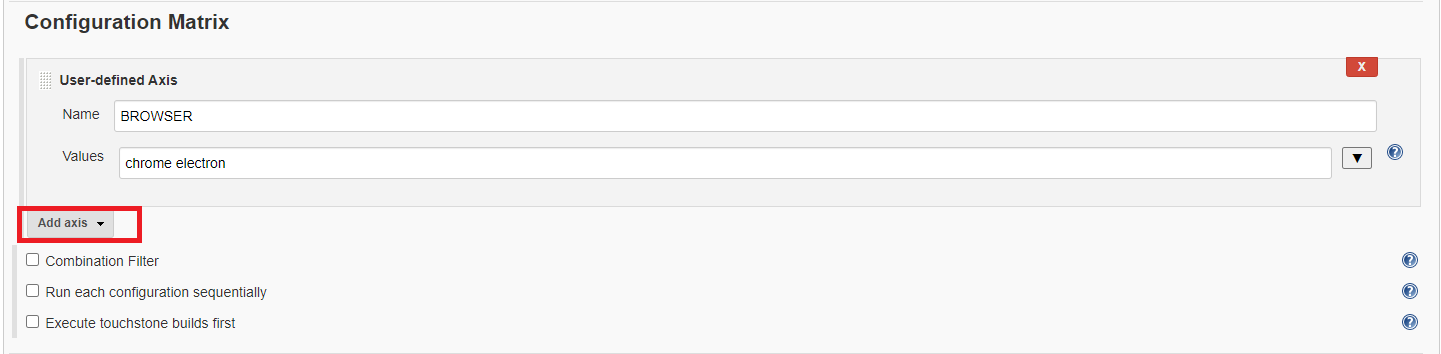 Configuration Matrix
User-defined Axis
X
Name
BROWSER
Values
chrome electron
▼
?
Add axis
Combination Filter
?
Run each configuration sequentially
?
Execute touchstone builds first
?